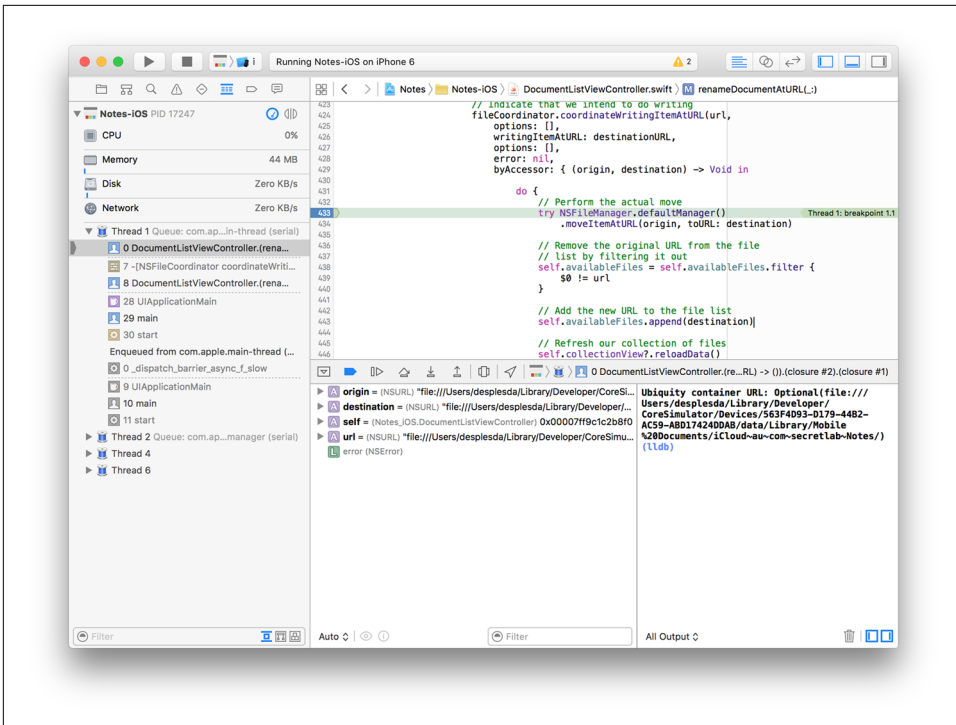 Running Notes-iOS on iPhone 6
2
Notes
Notes-iOS
DocumentListViewController.swift
M renameDocumentAtURL(_:)
Notes-iOS PID 17247
CPU 0%
Memory 44 MB
Disk Zero KB/s
Network Zero KB/s
Thread 1 Queue: com.ap...in-thread (serial)
0 DocumentListViewController.(rena...
7 -[NSFileCoordinator coordinateWriti...
8 DocumentListViewController.(rena...
28 UIApplicationMain
29 main
30 start
Enqueued from com.apple.main-thread (...
0 _dispatch_barrier_async_f_slow
9 UIApplicationMain
10 main
11 start
Thread 2 Queue: com.ap...manager (serial)
Thread 4
Thread 6
Filter
423 // Indicate that we intend to do writing
424 fileCoordinator.coordinateWritingItemAtURL(url,
425 options: [],
426 writingItemAtURL: destinationURL,
427 options: [],
428 error: nil,
429 byAccessor: { (origin, destination) -> Void in
430
431 do {
432 // Perform the actual move
433 try NSFileManager.defaultManager() Thread 1: breakpoint 1.1
434 .moveItemAtURL(origin, toURL: destination)
435
436 // Remove the original URL from the file
437 // list by filtering it out
438 self.availableFiles = self.availableFiles.filter {
439 $0 != url
440 }
441
442 // Add the new URL to the file list
443 self.availableFiles.append(destination)
444
445 // Refresh our collection of files
446 self.collectionView?.reloadData()
0 DocumentListViewController.(re...RL) -> ()).(closure #2).(closure #1)
A origin = (NSURL) "file:///Users/desplesda/Library/Developer/CoreSi...
A destination = (NSURL) "file:///Users/desplesda/Library/Developer/...
A self = (Notes_iOS.DocumentListViewController) 0x00007ff9c1c2b8f0
A url = (NSURL) "file:///Users/desplesda/Library/Developer/CoreSimu...
L error (NSError)
Auto
Filter
Ubiquity container URL: Optional(file:///
Users/desplesda/Library/Developer/
CoreSimulator/Devices/563F4D93-D179-44B2-
AC59-ABD17424DDAB/data/Library/Mobile
%20Documents/iCloud~au~com~secretlab~Notes/)
(lldb)
All Output